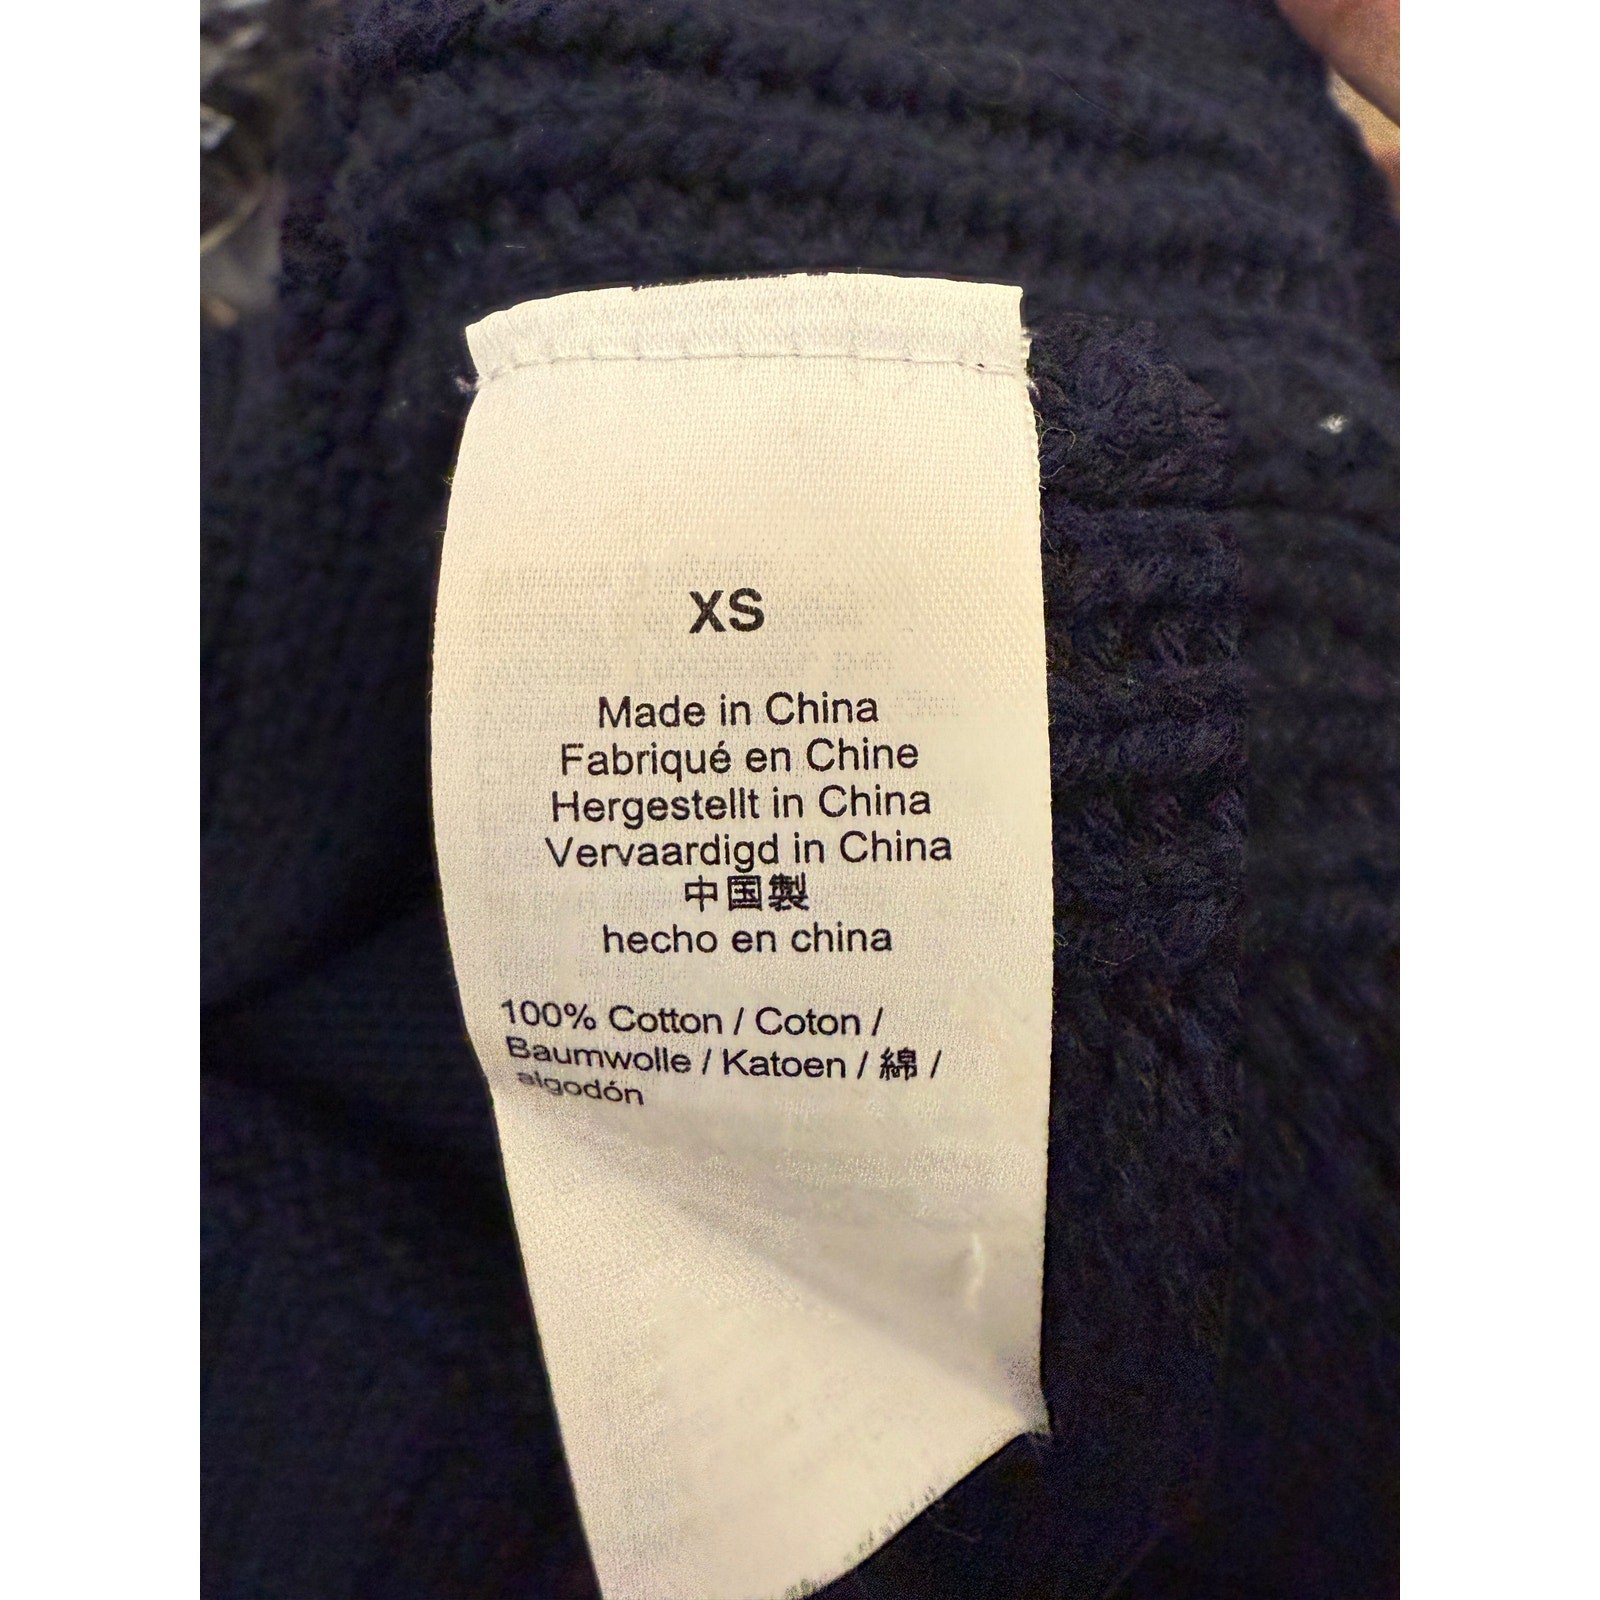 XS
Made in China
Fabriqué en Chine
Hergestellt in China
Vervaardigd in China
中国製
hecho en china
100% Cotton / Coton /
Baumwolle / Katoen / 綿 /
algodón